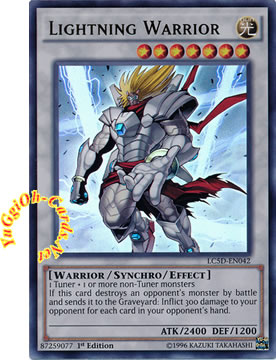 LIGHTNING WARRIOR
光
YuGgiOh-Cards.Net
LC5D-EN042
[WARRIOR / SYNCHRO / EFFECT]
1 Tuner + 1 or more non-Tuner monsters
If this card destroys an opponent's monster by battle
and sends it to the Graveyard: Inflict 300 damage to your
opponent for each card in your opponent's hand.
ATK/2400 DEF/1200
87259077 1st Edition ©1996 KAZUKI TAKAHASHI